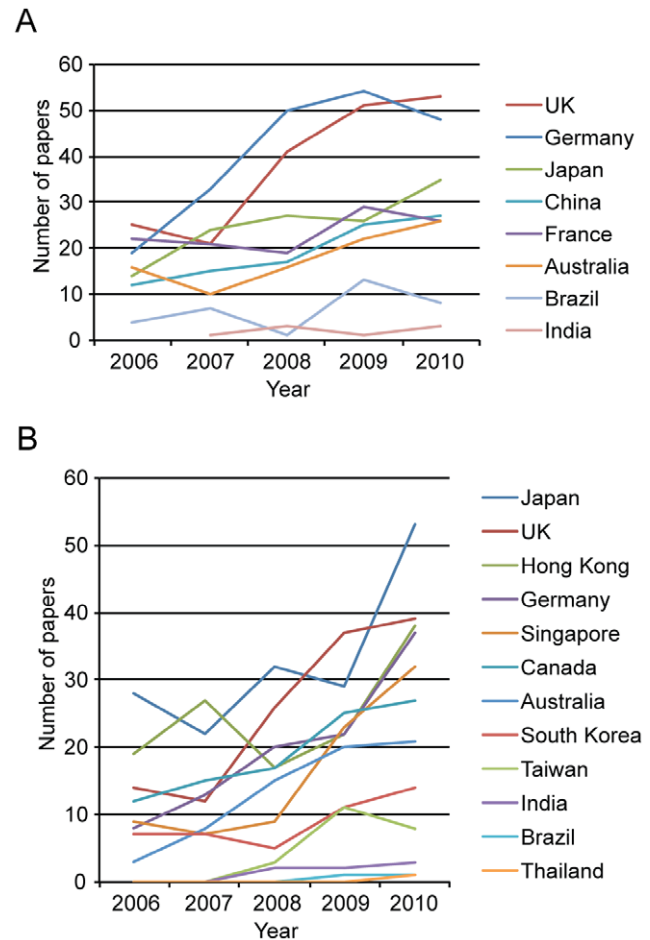 A
60
50
40
30
20
10
0
Number of papers
2006 2007 2008 2009 2010
Year
UK
Germany
Japan
China
France
Australia
Brazil
India
B
60
50
40
30
20
10
0
Number of papers
2006 2007 2008 2009 2010
Year
Japan
UK
Hong Kong
Germany
Singapore
Canada
Australia
South Korea
Taiwan
India
Brazil
Thailand